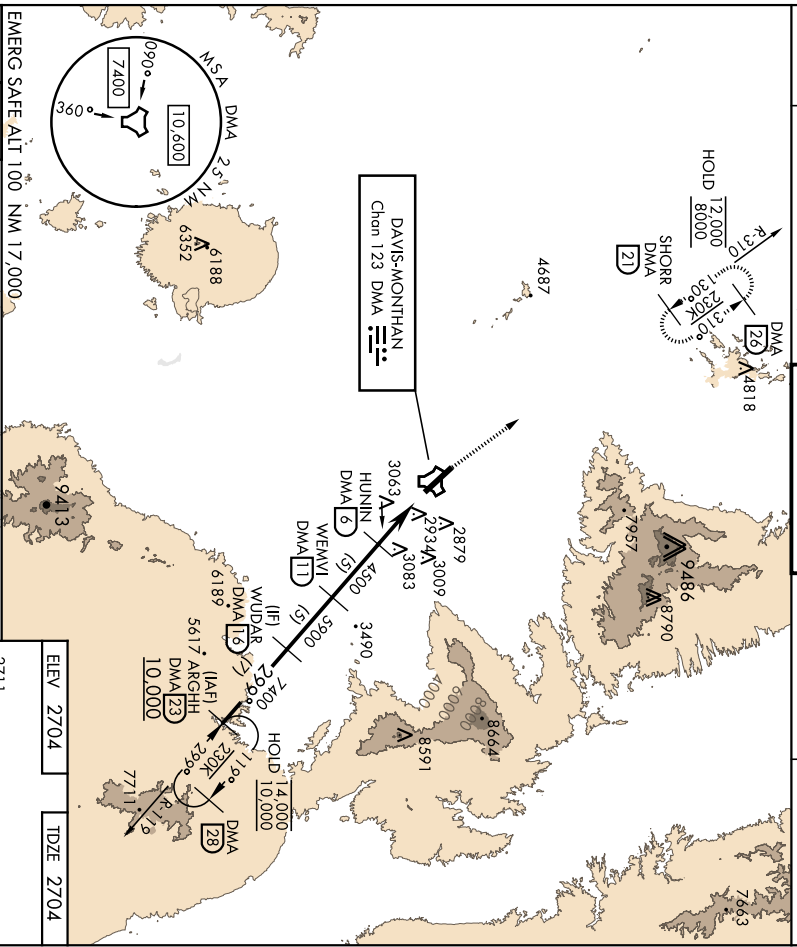 EMERG SAFE ALT 100 NM 17,000
MSA DMA 25 NM
090°
7400
360°
10,600
6188
6352
DAVIS-MONTHAN
Chan 123 DMA
HOLD 12,000
8000
SHORR
DMA
21
R-310
130°
230K
310°
DMA
26
4818
4687
7957
9486
8790
3063
2934
2879
3083
3009
HUNIN
DMA 6
WEMVI
DMA 11
4500
(5)
5900
(5)
3490
(IF)
WUDAR
DMA 16
7400
299°
(7)
6189
5617
(IAF)
ARGHH
DMA 23
10,000
HOLD 14,000
10,000
119°
230K
299°
DMA
28
7711
R-119
9413
8664
8591
4000
6000
8000
7663
ELEV 2704
TDZE 2704